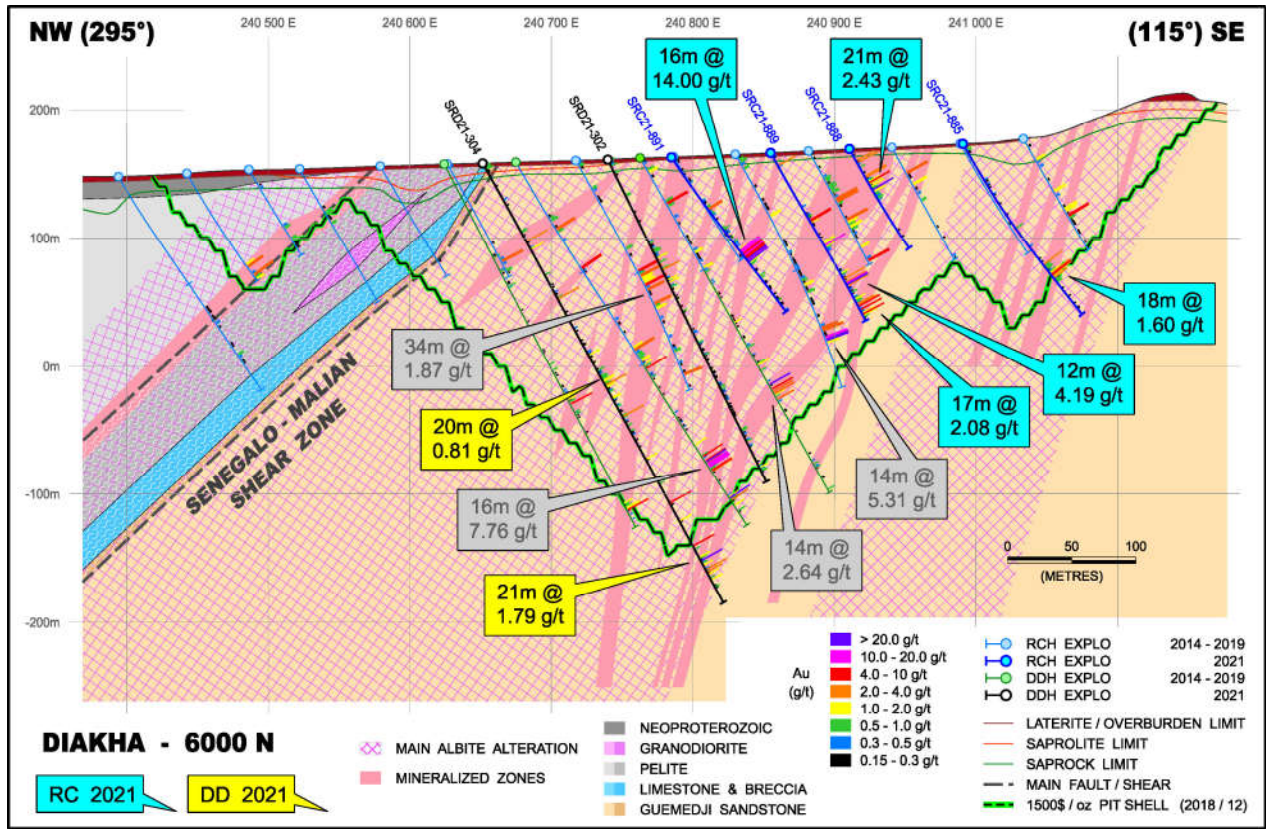 NW (295°)
240 500 E
240 600 E
240 700 E
240 800 E
240 900 E
241 000 E
(115°) SE
16m @
14.00 g/t
21m @
2.43 g/t
SRD21-304
SRD21-302
SRC21-891
SRC21-889
SRC21-888
SRC21-885
200m
100m
0m
-100m
-200m
18m @
1.60 g/t
34m @
1.87 g/t
12m @
4.19 g/t
20m @
0.81 g/t
17m @
2.08 g/t
SENEGALO - MALIAN
SHEAR ZONE
16m @
7.76 g/t
14m @
5.31 g/t
14m @
2.64 g/t
21m @
1.79 g/t
0 50 100
(METRES)
Au
(g/t)
> 20.0 g/t
10.0 - 20.0 g/t
4.0 - 10 g/t
2.0 - 4.0 g/t
1.0 - 2.0 g/t
0.5 - 1.0 g/t
0.3 - 0.5 g/t
0.15 - 0.3 g/t
RCH EXPLO 2014 - 2019
RCH EXPLO 2021
DDH EXPLO 2014 - 2019
DDH EXPLO 2021
LATERITE / OVERBURDEN LIMIT
SAPROLITE LIMIT
SAPROCK LIMIT
MAIN FAULT / SHEAR
1500$ / oz PIT SHELL (2018 / 12)
DIAKHA - 6000 N
RC 2021
DD 2021
MAIN ALBITE ALTERATION
MINERALIZED ZONES
NEOPROTEROZOIC
GRANODIORITE
PELITE
LIMESTONE & BRECCIA
GUEMEDJI SANDSTONE